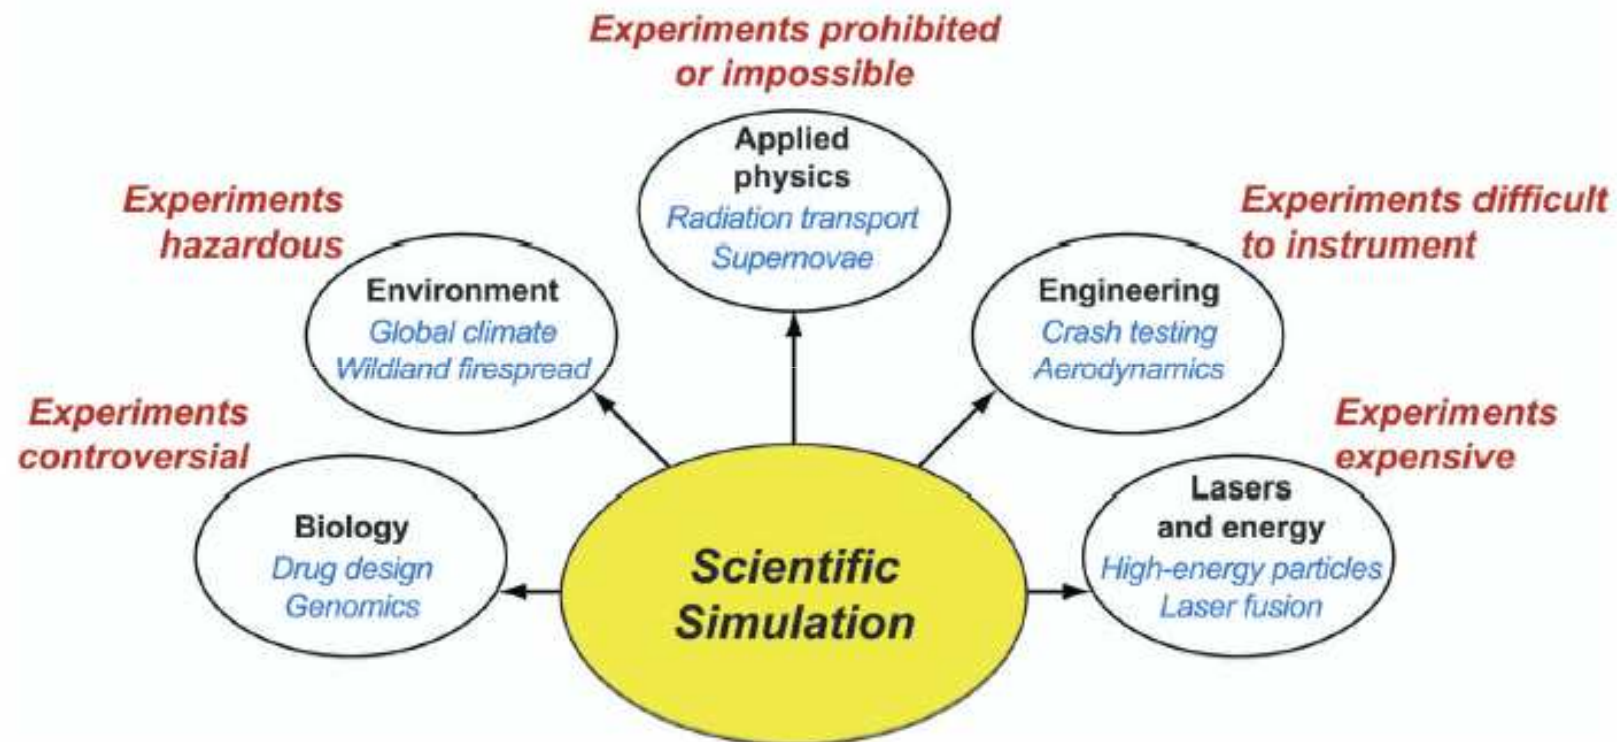 Experiments prohibited
or impossible
Applied
physics
Radiation transport
Supernovae
Experiments
hazardous
Environment
Global climate
Wildland firespread
Experiments difficult
to instrument
Engineering
Crash testing
Aerodynamics
Experiments
controversial
Biology
Drug design
Genomics
Experiments
expensive
Lasers
and energy
High-energy particles
Laser fusion
Scientific
Simulation